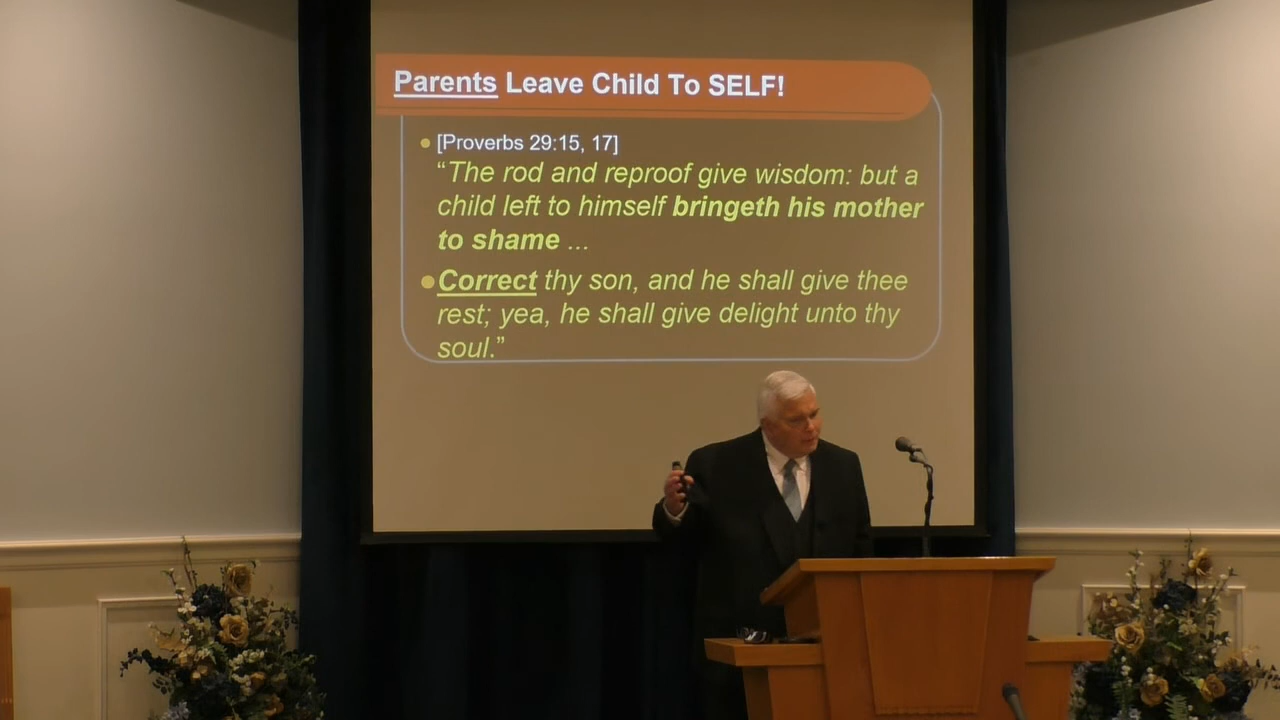 Parents Leave Child To SELF!
[Proverbs 29:15, 17]
“The rod and reproof give wisdom: but a
child left to himself bringeth his mother
to shame ...
Correct thy son, and he shall give thee
rest; yea, he shall give delight unto thy
soul.”